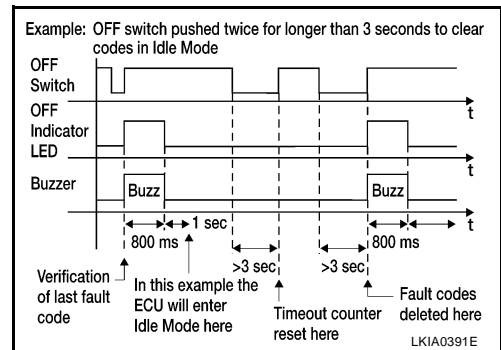 Example: OFF switch pushed twice for longer than 3 seconds to clear
codes in Idle Mode
OFF
Switch
t
OFF
Indicator
LED
t
Buzzer
Buzz
Buzz
t
1 sec
800 ms
>3 sec
>3 sec
800 ms
Verification
of last fault
code
In this example the
ECU will enter
Idle Mode here
Timeout counter
reset here
Fault codes
deleted here
LKIA0391E